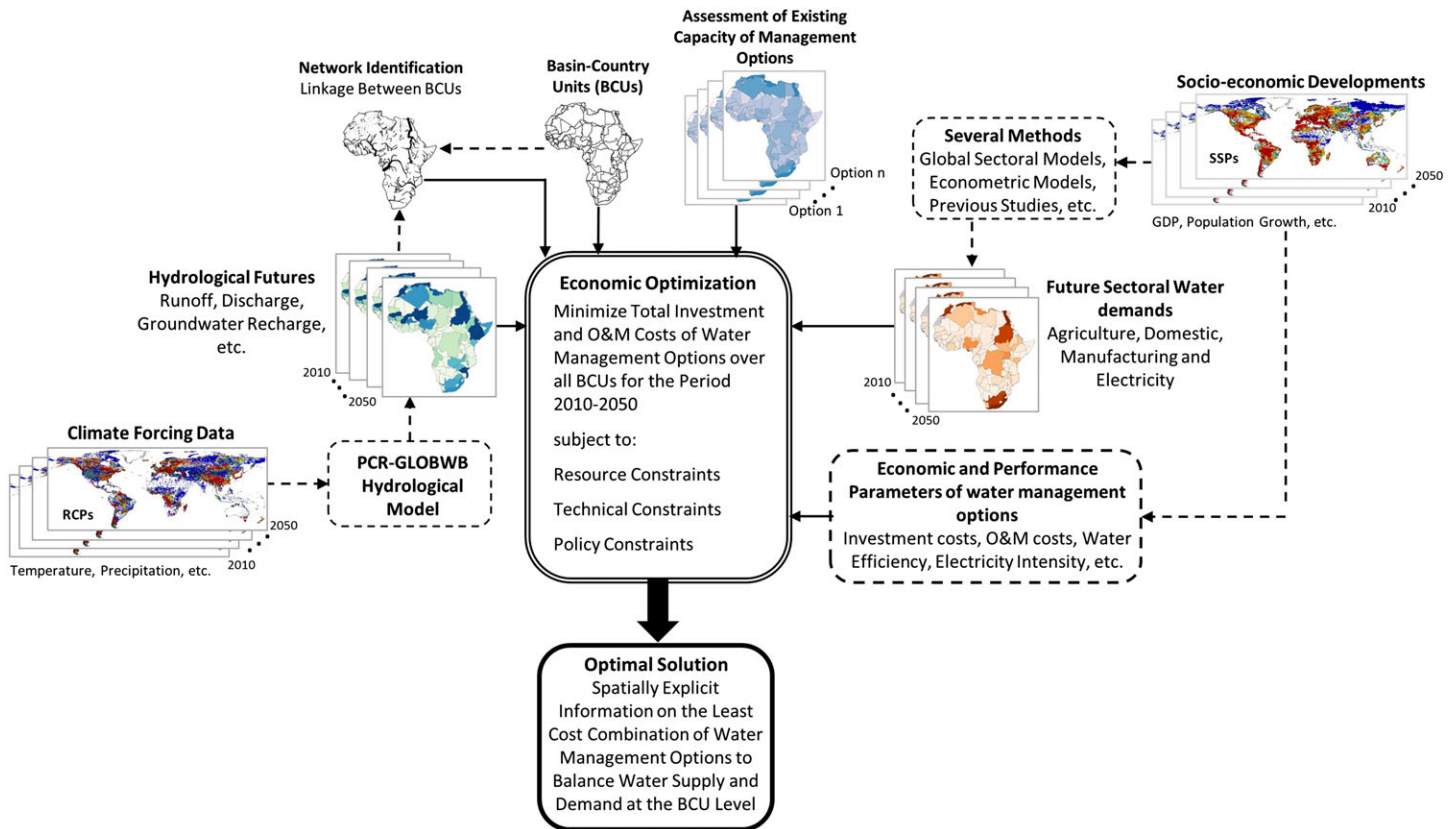 Assessment of Existing
Capacity of Management
Options
Option n
Option 1
Network Identification
Linkage Between BCUs
Basin-Country
Units (BCUs)
Socio-economic Developments
SSPs
2050
2010
GDP, Population Growth, etc.
Several Methods
Global Sectoral Models,
Econometric Models,
Previous Studies, etc.
Hydrological Futures
Runoff, Discharge,
Groundwater Recharge,
etc.
2010
2050
Economic Optimization
Minimize Total Investment
and O&M Costs of Water
Management Options over
all BCUs for the Period
2010-2050
subject to:
Resource Constraints
Technical Constraints
Policy Constraints
Future Sectoral Water
demands
Agriculture, Domestic,
Manufacturing and
Electricity
2010
2050
Climate Forcing Data
RCPs
2050
2010
Temperature, Precipitation, etc.
PCR-GLOBWB
Hydrological
Model
Economic and Performance
Parameters of water management
options
Investment costs, O&M costs, Water
Efficiency, Electricity Intensity, etc.
Optimal Solution
Spatially Explicit
Information on the Least
Cost Combination of Water
Management Options to
Balance Water Supply and
Demand at the BCU Level